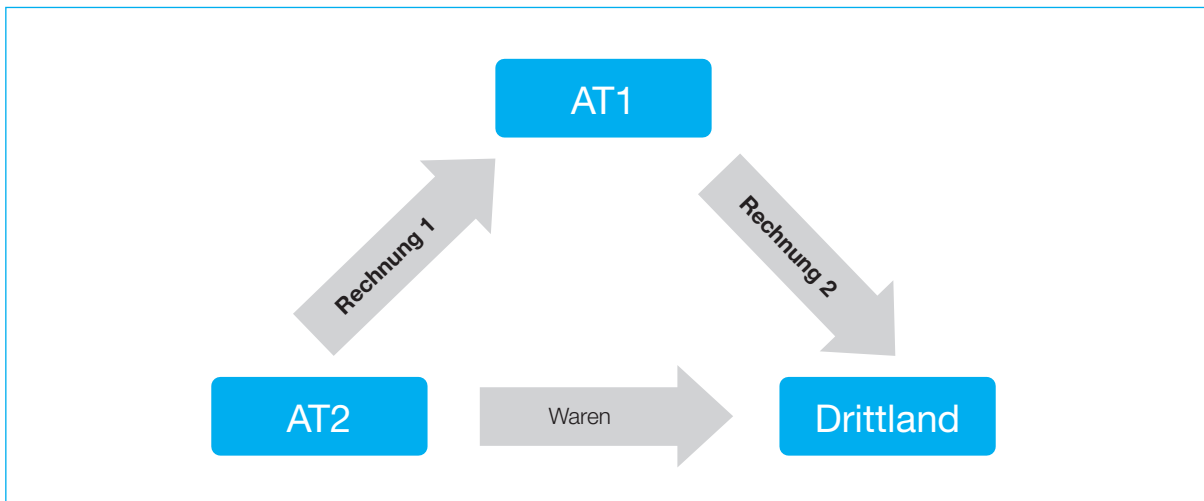 AT1
Rechnung 1
Rechnung 2
AT2
Waren
Drittland